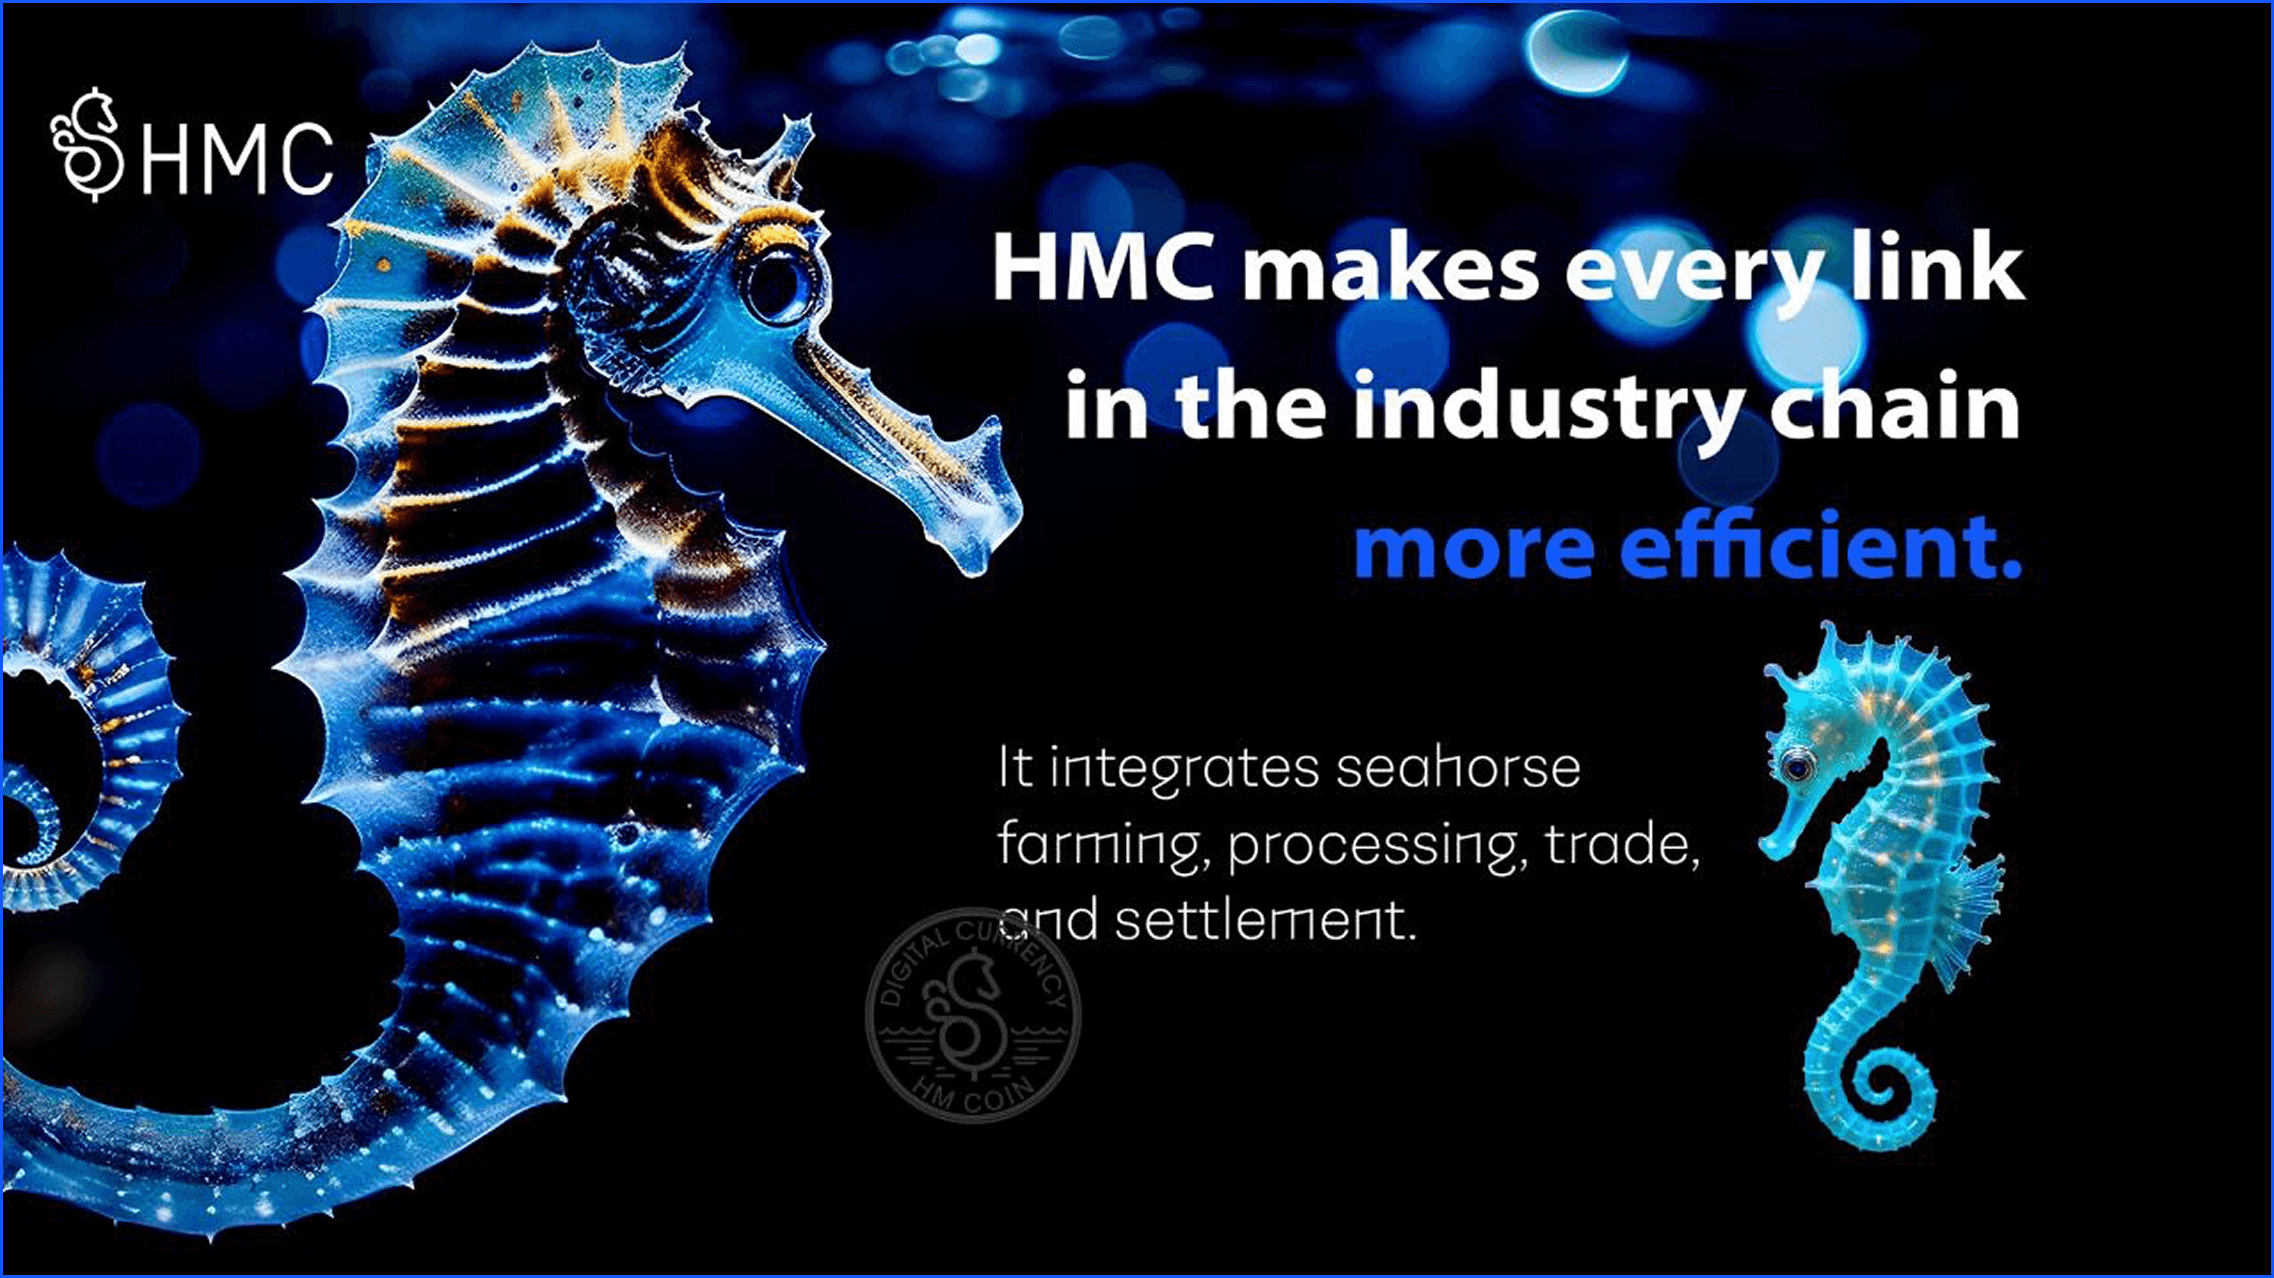 HMC
HMC makes every link
in the industry chain
more efficient.
It integrates seahorse
farming, processing, trade,
and settlement.
DIGITAL CURRENCY
HM COIN